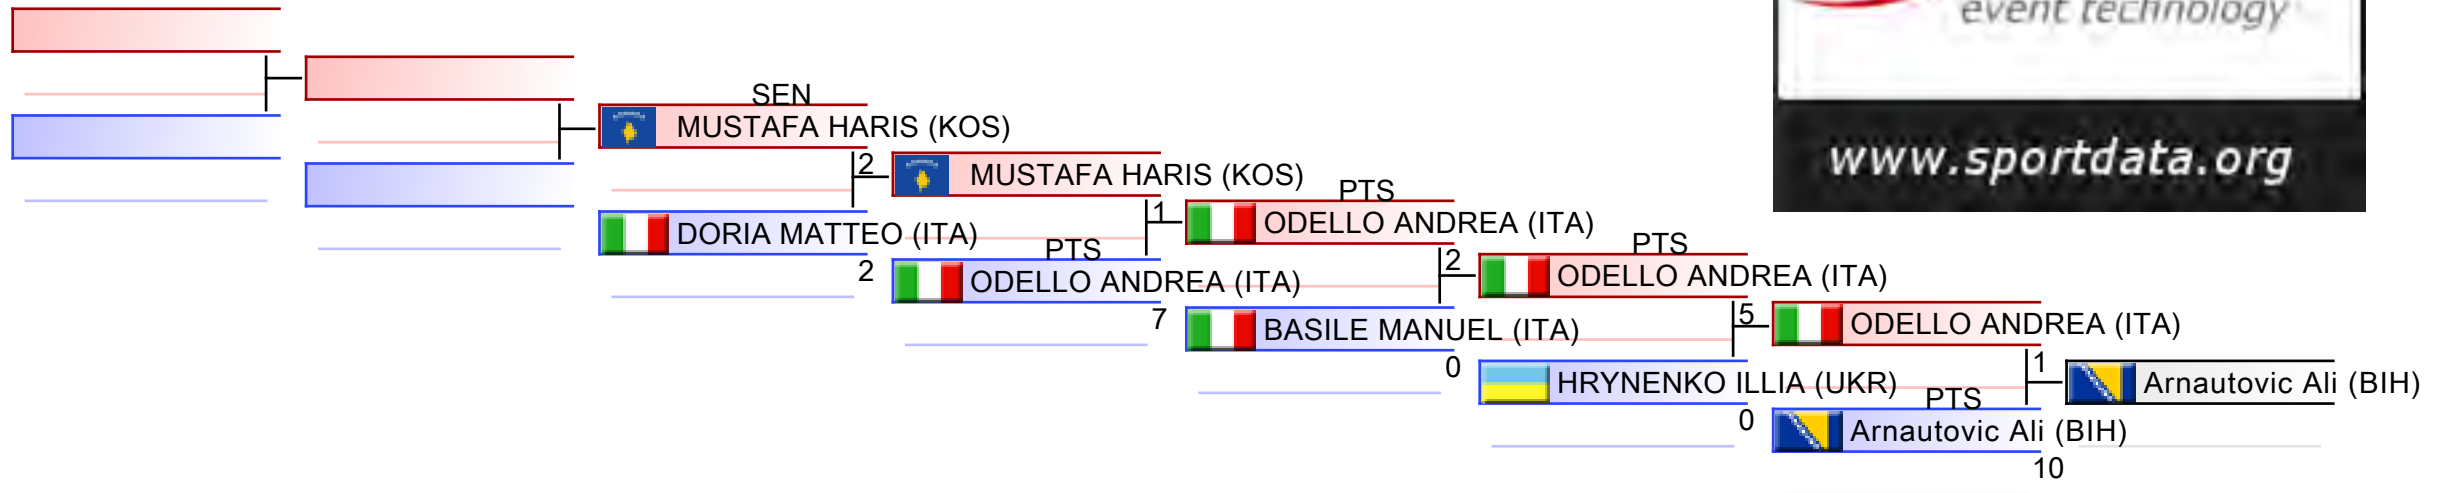 event technology
www.sportdata.org
SEN
MUSTAFA HARIS (KOS)
2
DORIA MATTEO (ITA)
2
MUSTAFA HARIS (KOS)
1
PTS
ODELLO ANDREA (ITA)
7
PTS
ODELLO ANDREA (ITA)
2
BASILE MANUEL (ITA)
0
PTS
ODELLO ANDREA (ITA)
5
HRYNENKO ILLIA (UKR)
0
ODELLO ANDREA (ITA)
1
PTS
Arnautovic Ali (BIH)
10
Arnautovic Ali (BIH)